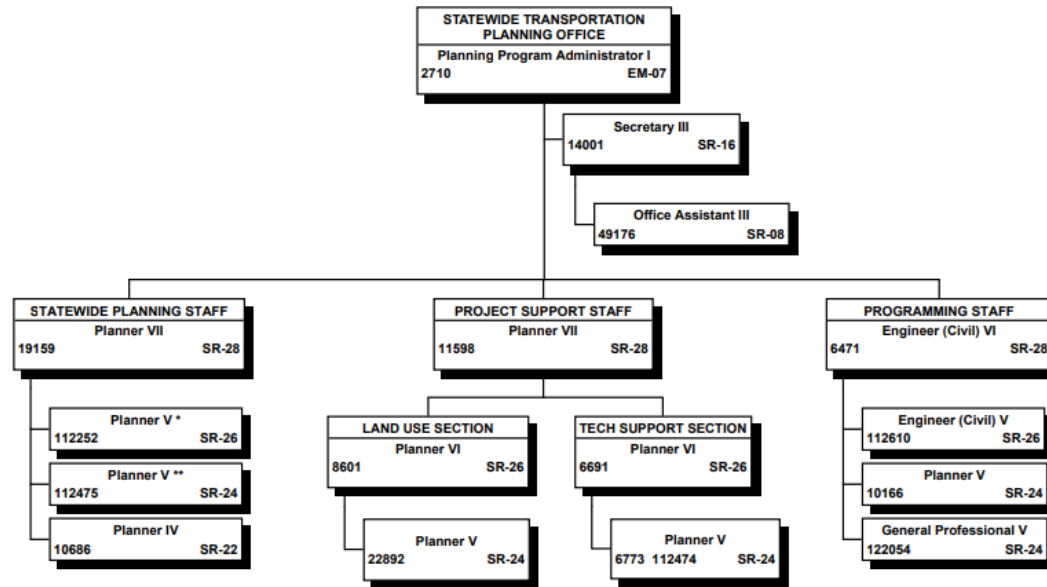 STATEWIDE TRANSPORTATION
PLANNING OFFICE
Planning Program Administrator I
2710 EM-07
Secretary III
14001 SR-16
Office Assistant III
49176 SR-08
STATEWIDE PLANNING STAFF
Planner VII
19159 SR-28
Planner V *
112252 SR-26
Planner V **
112475 SR-24
Planner IV
10686 SR-22
PROJECT SUPPORT STAFF
Planner VII
11598 SR-28
LAND USE SECTION
Planner VI
8601 SR-26
Planner V
22892 SR-24
TECH SUPPORT SECTION
Planner VI
6691 SR-26
Planner V
6773 112474 SR-24
PROGRAMMING STAFF
Engineer (Civil) VI
6471 SR-28
Engineer (Civil) V
112610 SR-26
Planner V
10166 SR-24
General Professional V
122054 SR-24